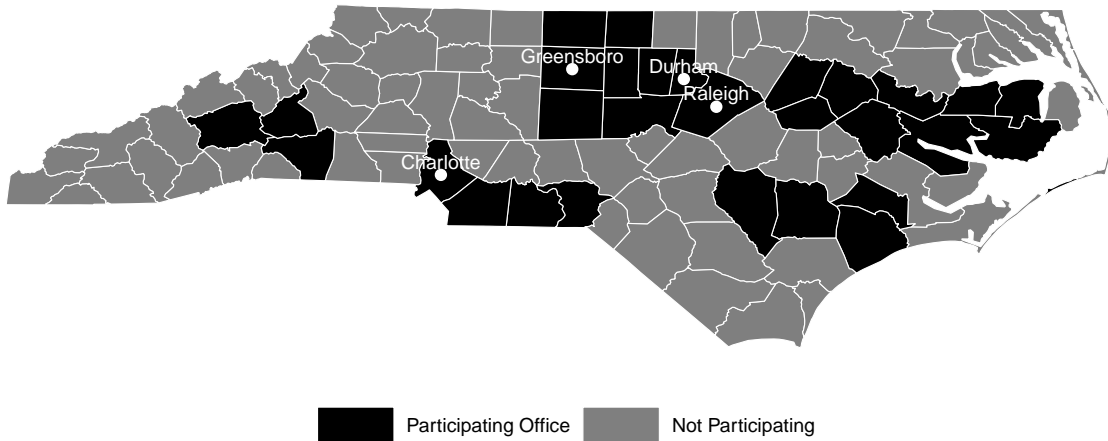 Greensboro
Durham
Raleigh
Charlotte
Participating Office
Not Participating